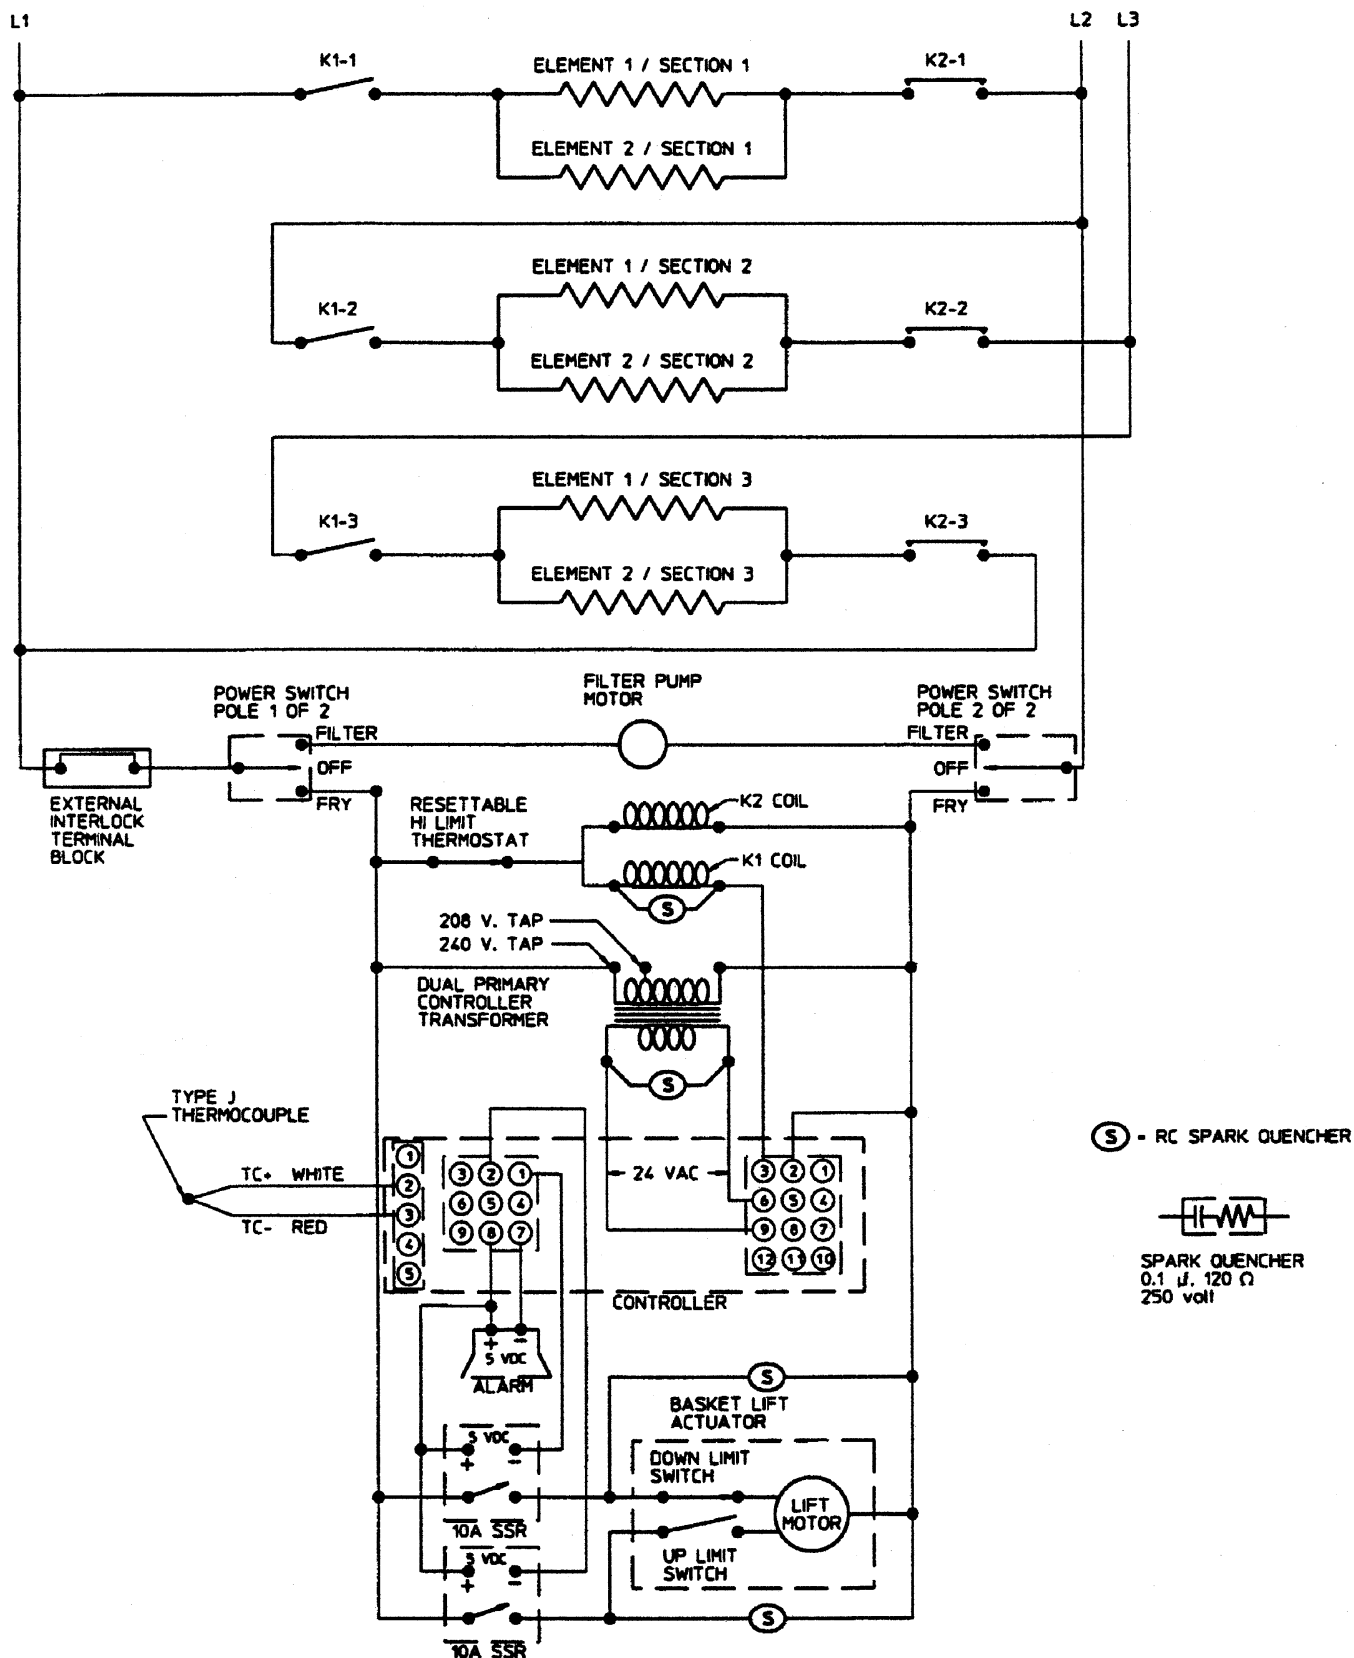 L1
L2
L3
K1-1
ELEMENT 1 / SECTION 1
K2-1
ELEMENT 2 / SECTION 1
ELEMENT 1 / SECTION 2
K1-2
K2-2
ELEMENT 2 / SECTION 2
ELEMENT 1 / SECTION 3
K1-3
K2-3
ELEMENT 2 / SECTION 3
FILTER PUMP
MOTOR
POWER SWITCH
POLE 1 OF 2
POWER SWITCH
POLE 2 OF 2
FILTER
FILTER
OFF
OFF
FRY
FRY
EXTERNAL
INTERLOCK
TERMINAL
BLOCK
RESETTABLE
HI LIMIT
THERMOSTAT
K2 COIL
K1 COIL
S
208 V. TAP
240 V. TAP
DUAL PRIMARY
CONTROLLER
TRANSFORMER
S
TYPE J
THERMOCOUPLE
TC+ WHITE
TC- RED
1
2
3
4
5
3 2 1
6 5 4
9 8 7
24 VAC
3 2 1
6 5 4
9 8 7
12 11 10
S - RC SPARK QUENCHER
CONTROLLER
SPARK QUENCHER
0.1 µf, 120 Ω
250 volt
+ -
5 VDC
ALARM
S
BASKET LIFT
ACTUATOR
5 VDC
+ -
10A SSR
DOWN LIMIT
SWITCH
LIFT
MOTOR
UP LIMIT
SWITCH
5 VDC
+ -
10A SSR
S